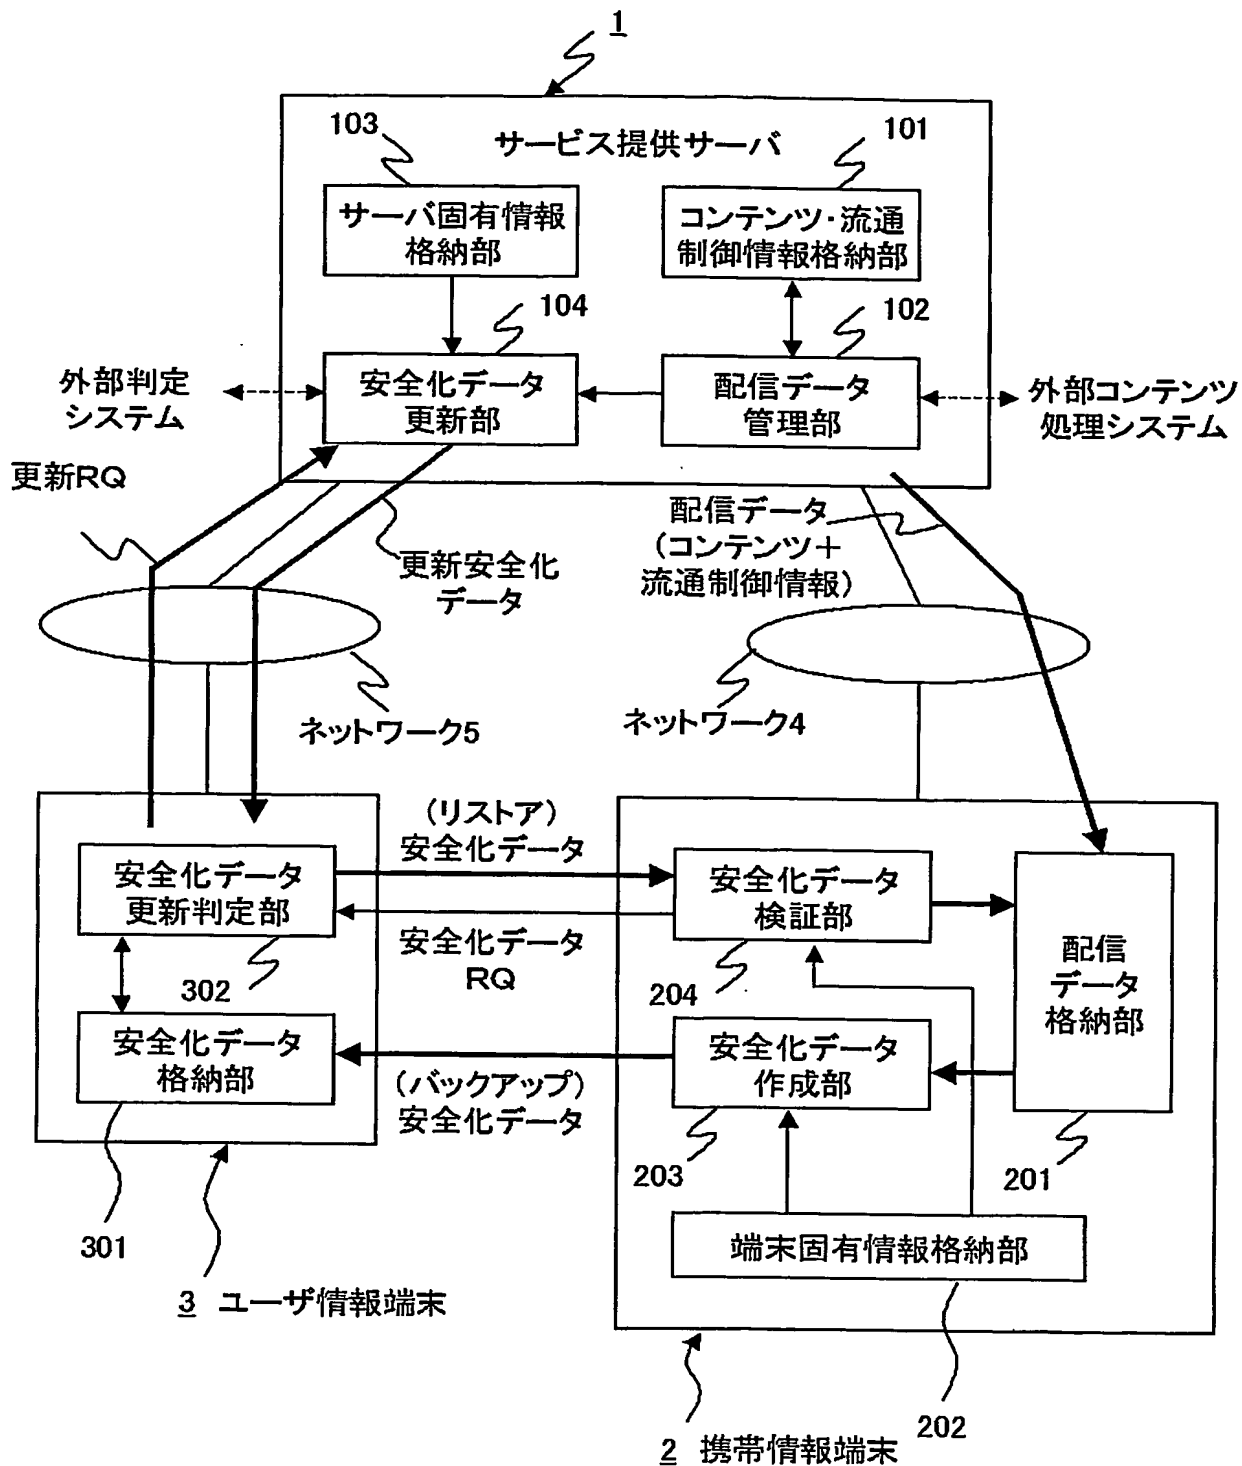 1
サービス提供サーバ
103
101
サーバ固有情報
格納部
コンテンツ・流通
制御情報格納部
104
102
外部判定
システム
安全化データ
更新部
配信データ
管理部
外部コンテンツ
処理システム
更新RQ
配信データ
(コンテンツ+
流通制御情報)
更新安全化
データ
ネットワーク5
ネットワーク4
(リストア)
安全化データ
安全化データ
更新判定部
安全化データ
検証部
安全化データ
RQ
配信
データ
格納部
302
204
安全化データ
格納部
安全化データ
作成部
(バックアップ)
安全化データ
203
201
301
端末固有情報格納部
3 ユーザ情報端末
202
2 携帯情報端末